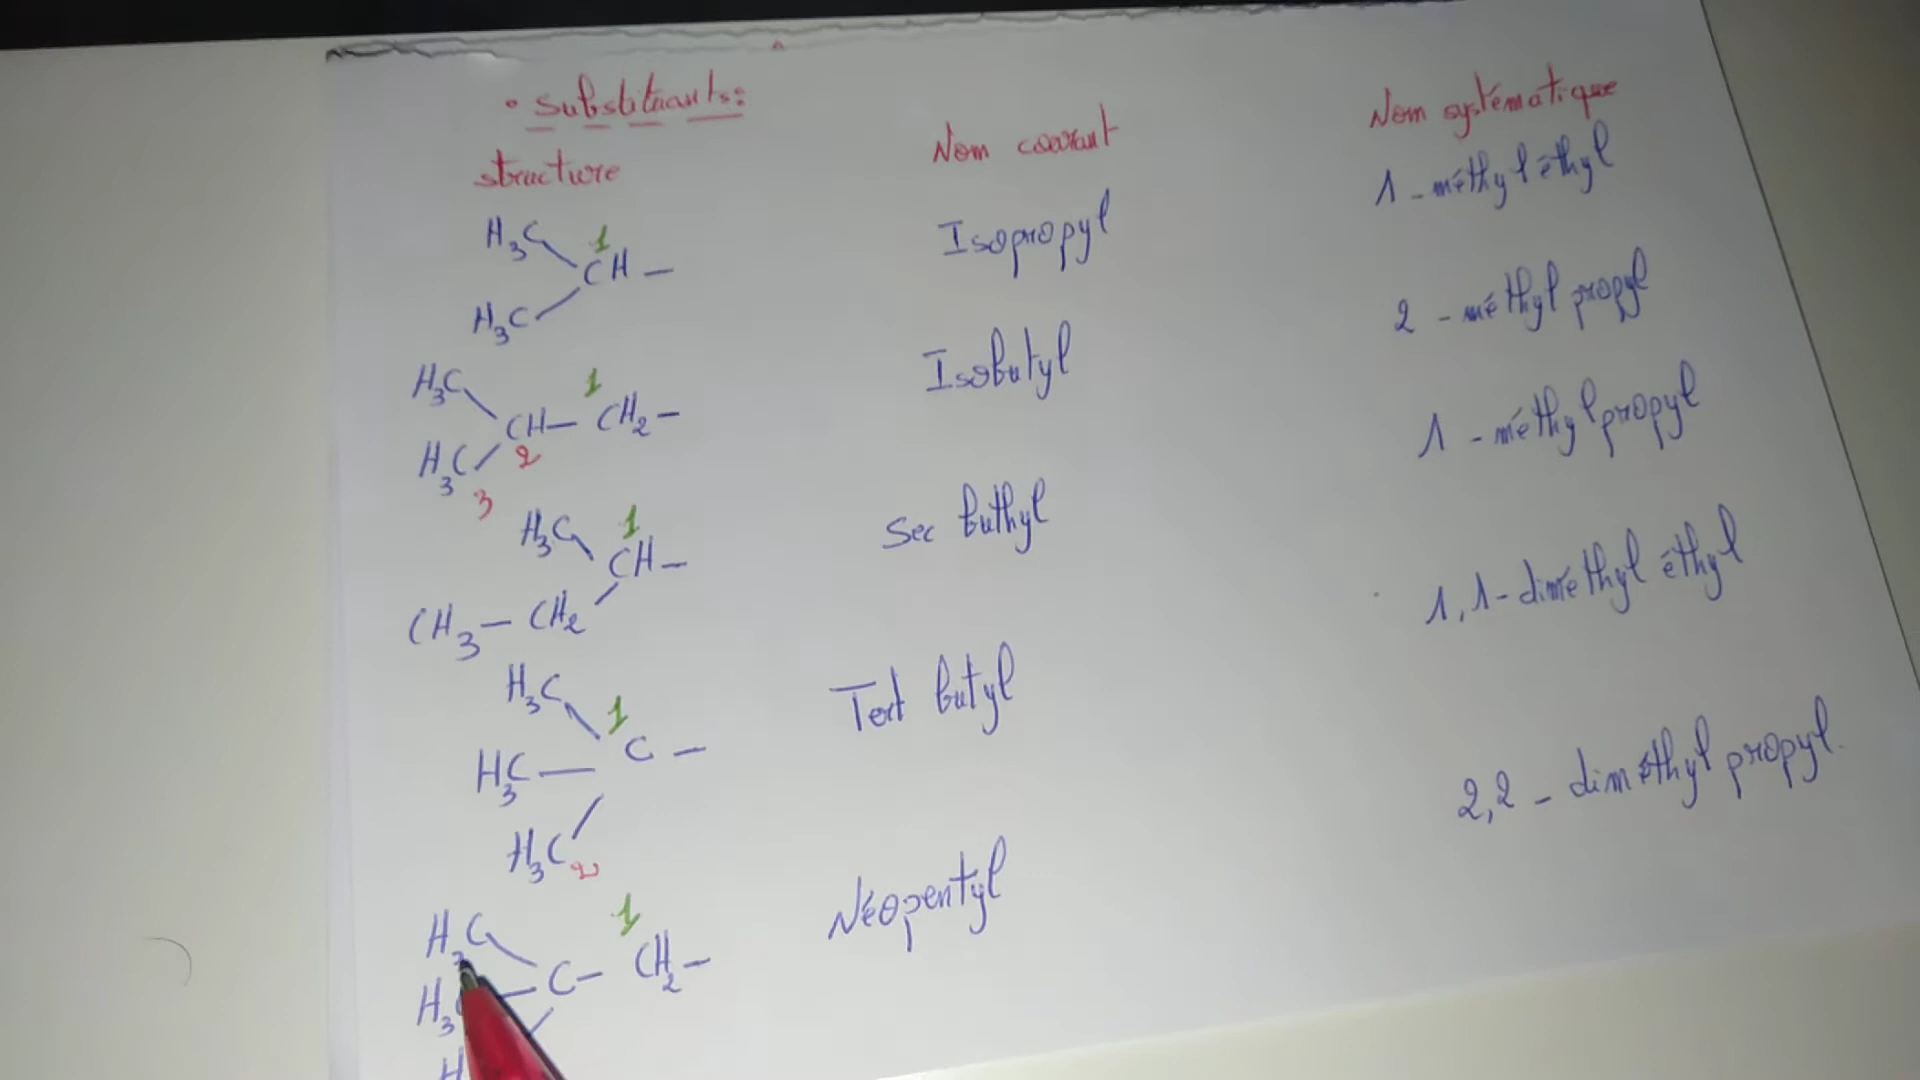 • Substituants:
structure
Nom courant
Nom systématique
H3C
1
CH -
H3C
Isopropyl
1 - méthyl éthyl
H3C
1
CH - CH2 -
H3C
2
3
Isobutyl
2 - méthyl propyl
H3C
1
CH -
CH3 - CH2
Sec buthyl
1 - méthyl propyl
H3C
1
C -
H3C
H3C
2
Tert butyl
1,1 - diméthyl éthyl
H3C
1
C - CH2 -
H3
H
Néopentyl
2,2 - diméthyl propyl.